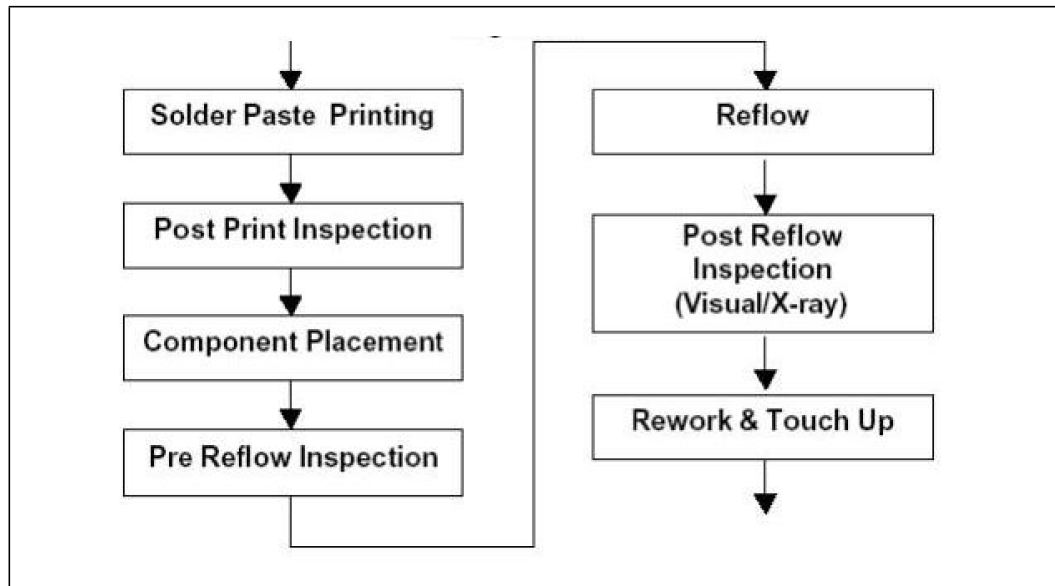 Solder Paste Printing
Post Print Inspection
Component Placement
Pre Reflow Inspection
Reflow
Post Reflow
Inspection
(Visual/X-ray)
Rework & Touch Up